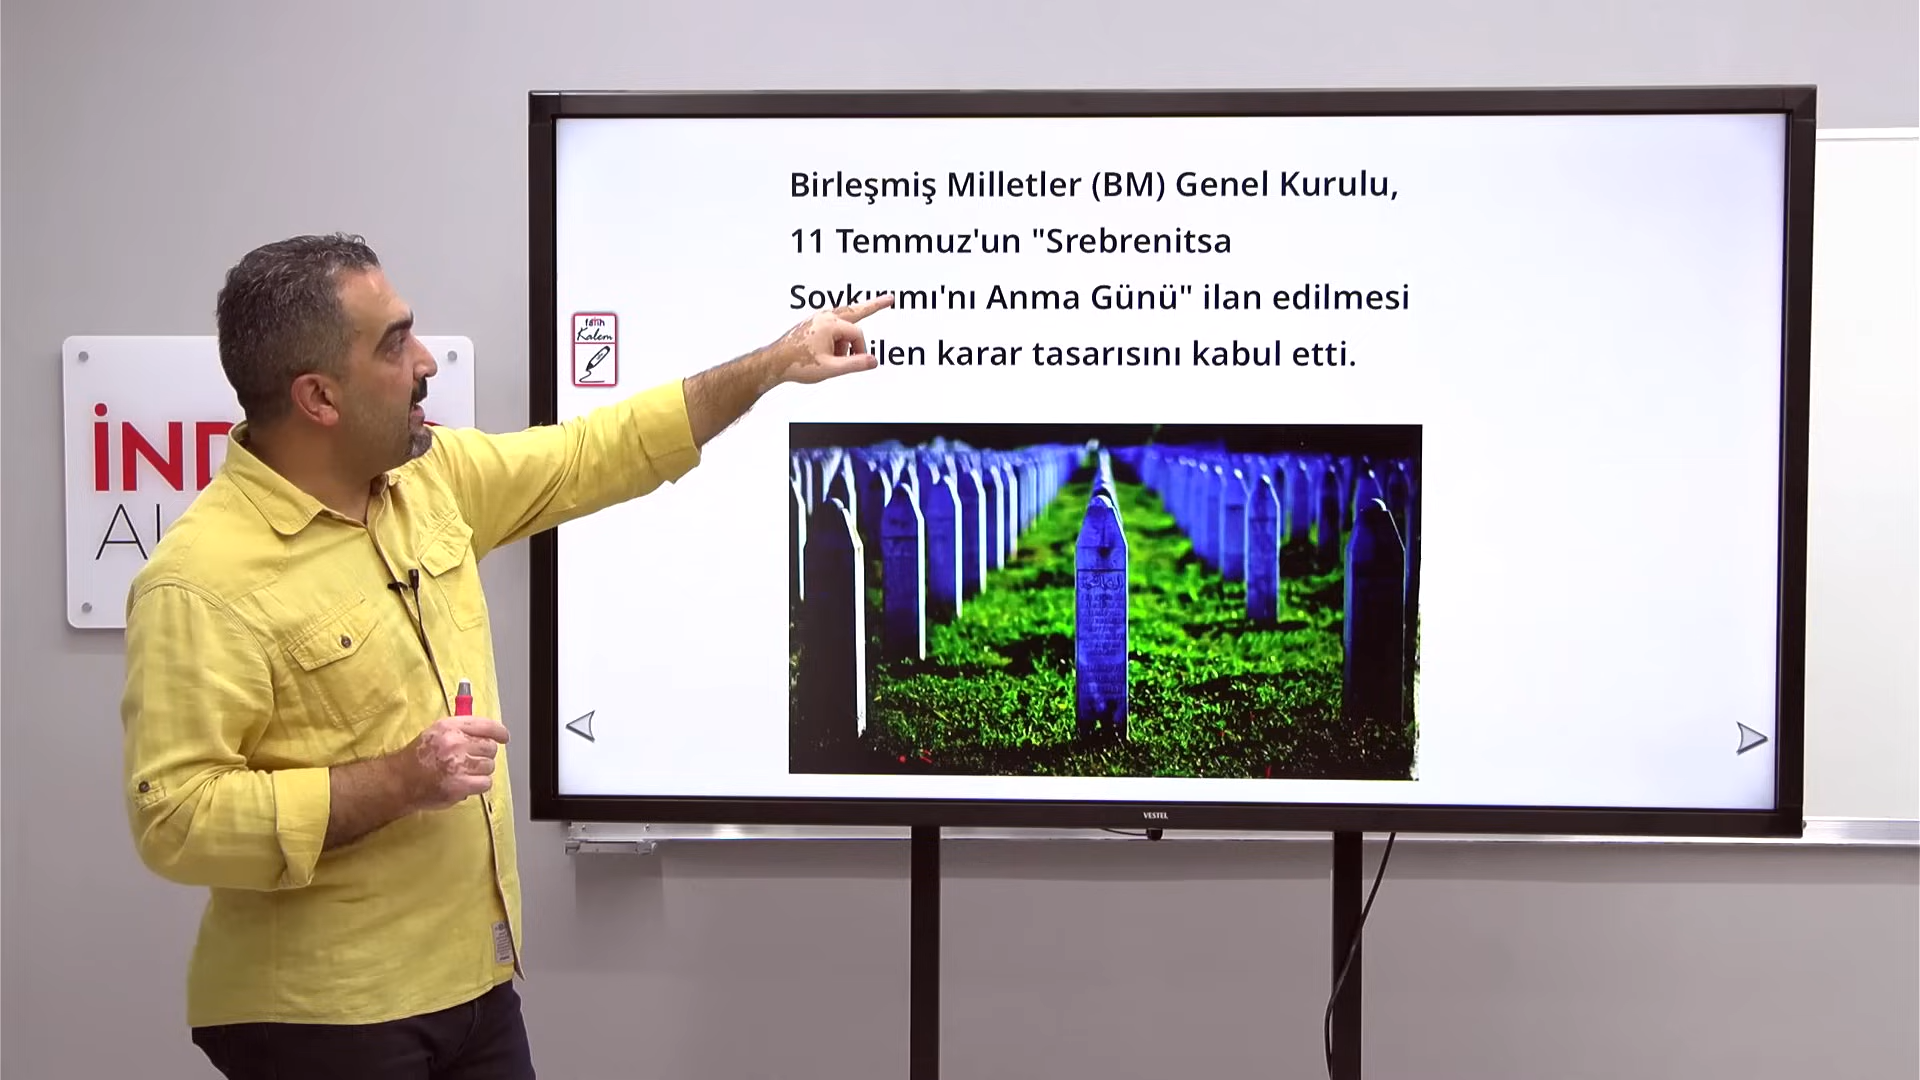 Birleşmiş Milletler (BM) Genel Kurulu,
11 Temmuz'un "Srebrenitsa
Soykırımı'nı Anma Günü" ilan edilmesi
karar tasarısını kabul etti.
fatih
Kalem
VESTEL